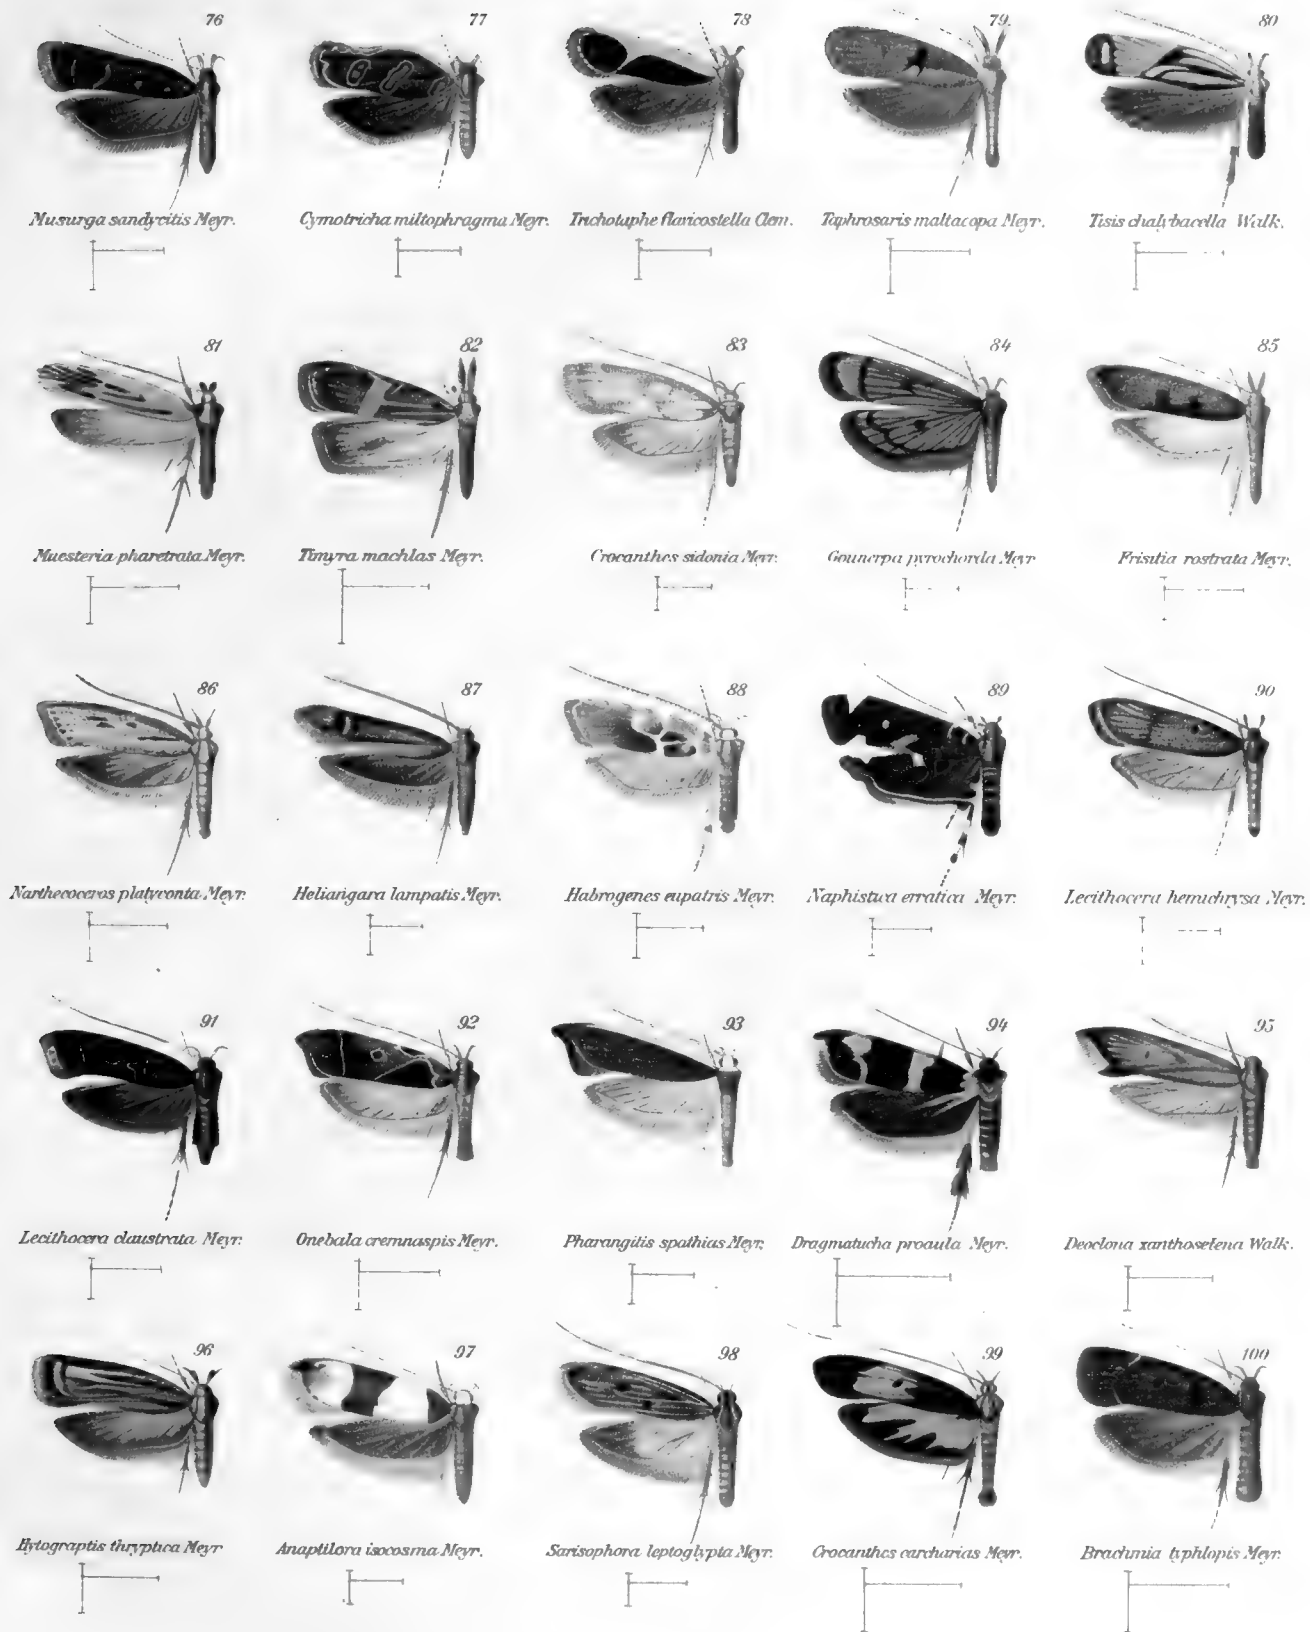 76 77 78 79. 80
Musurga sandycitis Meyr. Cymotricha miltophragma Meyr. Trichotaphe flavicostella Clem. Taphrosaris maltacopa Meyr. Tisis chalybacella Walk.
81 82 83 84 85
Muesteria pharetrata Meyr. Timyra machlas Meyr. Crocanthes sidonia Meyr. Gonaepa pyrochorda Meyr Frisilia rostrata Meyr.
86 87 88 89 90
Narthecoceros platyconta Meyr. Heliangara lampatis Meyr. Habrogenes eupatris Meyr. Naphistica erratica Meyr. Lecithocera hemichrysa Meyr.
91 92 93 94 95
Lecithocera claustrata Meyr. Onebala cremnaspis Meyr. Pharangitis spathias Meyr. Dragmatucha proaula Meyr. Deoclona xanthoselena Walk.
96 97 98 99 100
Hytograptis thryptica Meyr Anaptilora isocosma Meyr. Sarisophora leptoglypta Meyr. Crocanthes carcharias Meyr. Brachmia typhlopis Meyr.